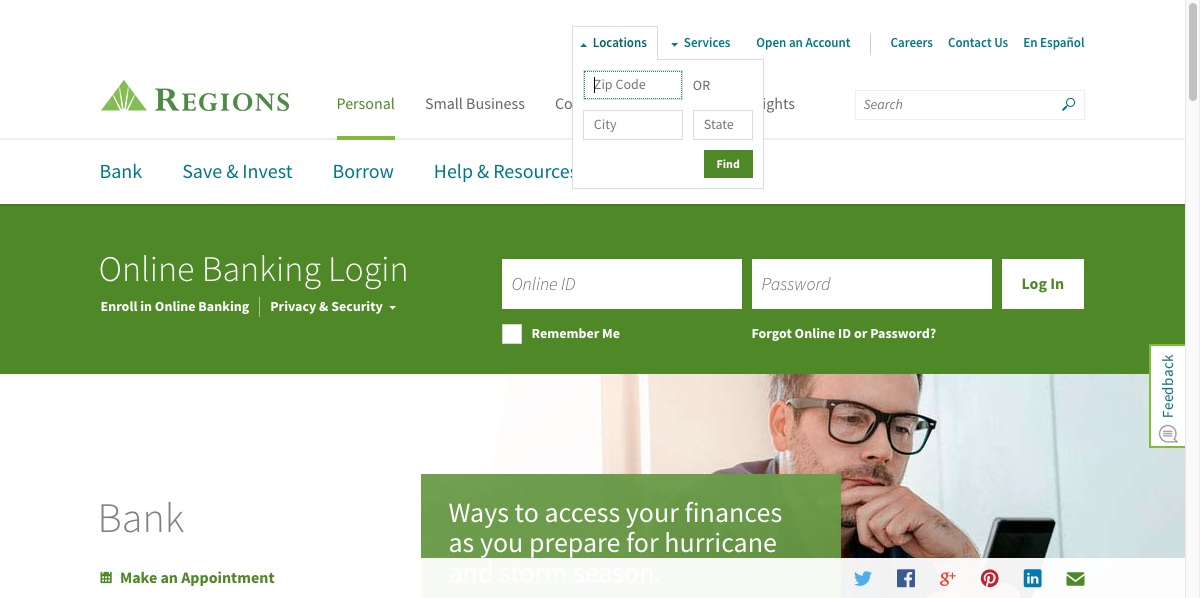 Locations Services Open an Account Careers Contact Us En Español
Zip Code OR
REGIONS Personal Small Business Co ights Search
City State
Find
Bank Save & Invest Borrow Help & Resources
Online Banking Login
Online ID Password Log In
Enroll in Online Banking Privacy & Security
Remember Me Forgot Online ID or Password?
Feedback
Ways to access your finances
as you prepare for hurricane
and storm season.
Bank
Make an Appointment